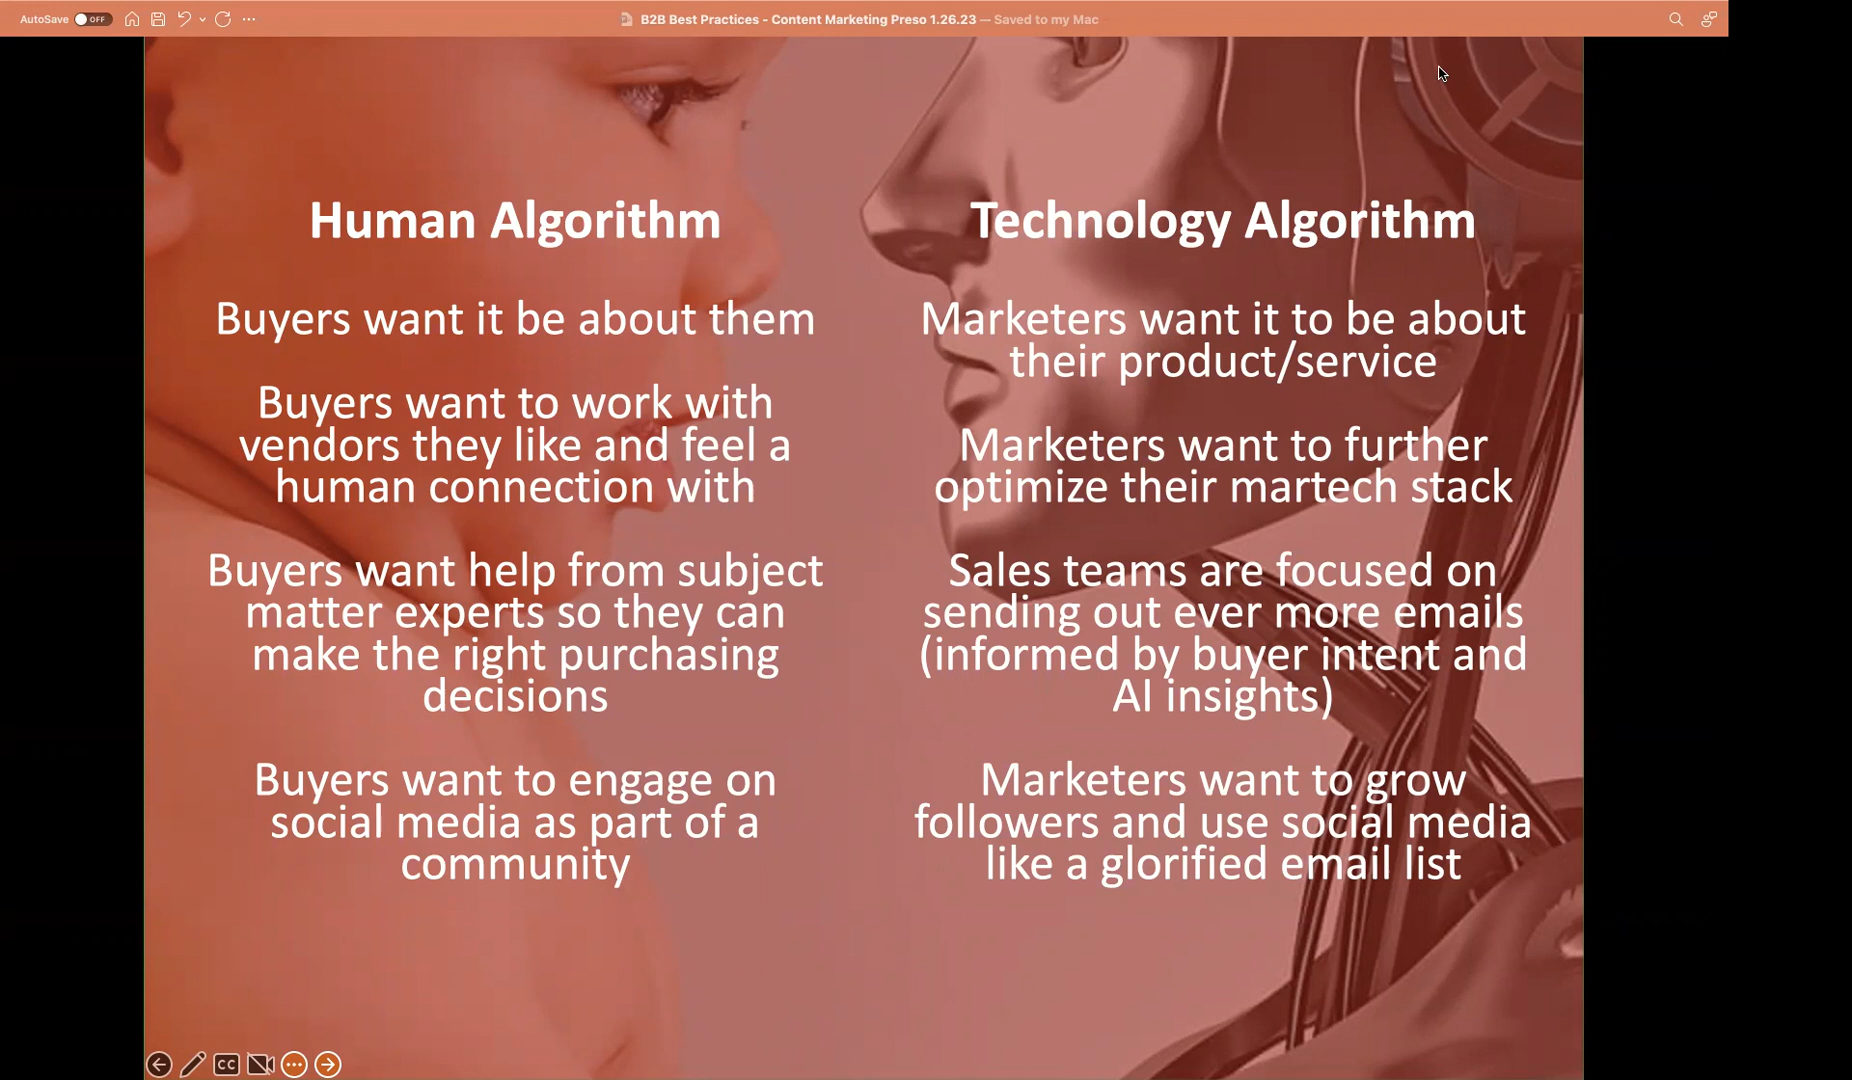 AutoSave OFF
B2B Best Practices - Content Marketing Preso 1.26.23 — Saved to my Mac
Human Algorithm
Buyers want it be about them
Buyers want to work with
vendors they like and feel a
human connection with
Buyers want help from subject
matter experts so they can
make the right purchasing
decisions
Buyers want to engage on
social media as part of a
community
Technology Algorithm
Marketers want it to be about
their product/service
Marketers want to further
optimize their martech stack
Sales teams are focused on
sending out ever more emails
(informed by buyer intent and
AI insights)
Marketers want to grow
followers and use social media
like a glorified email list
CC